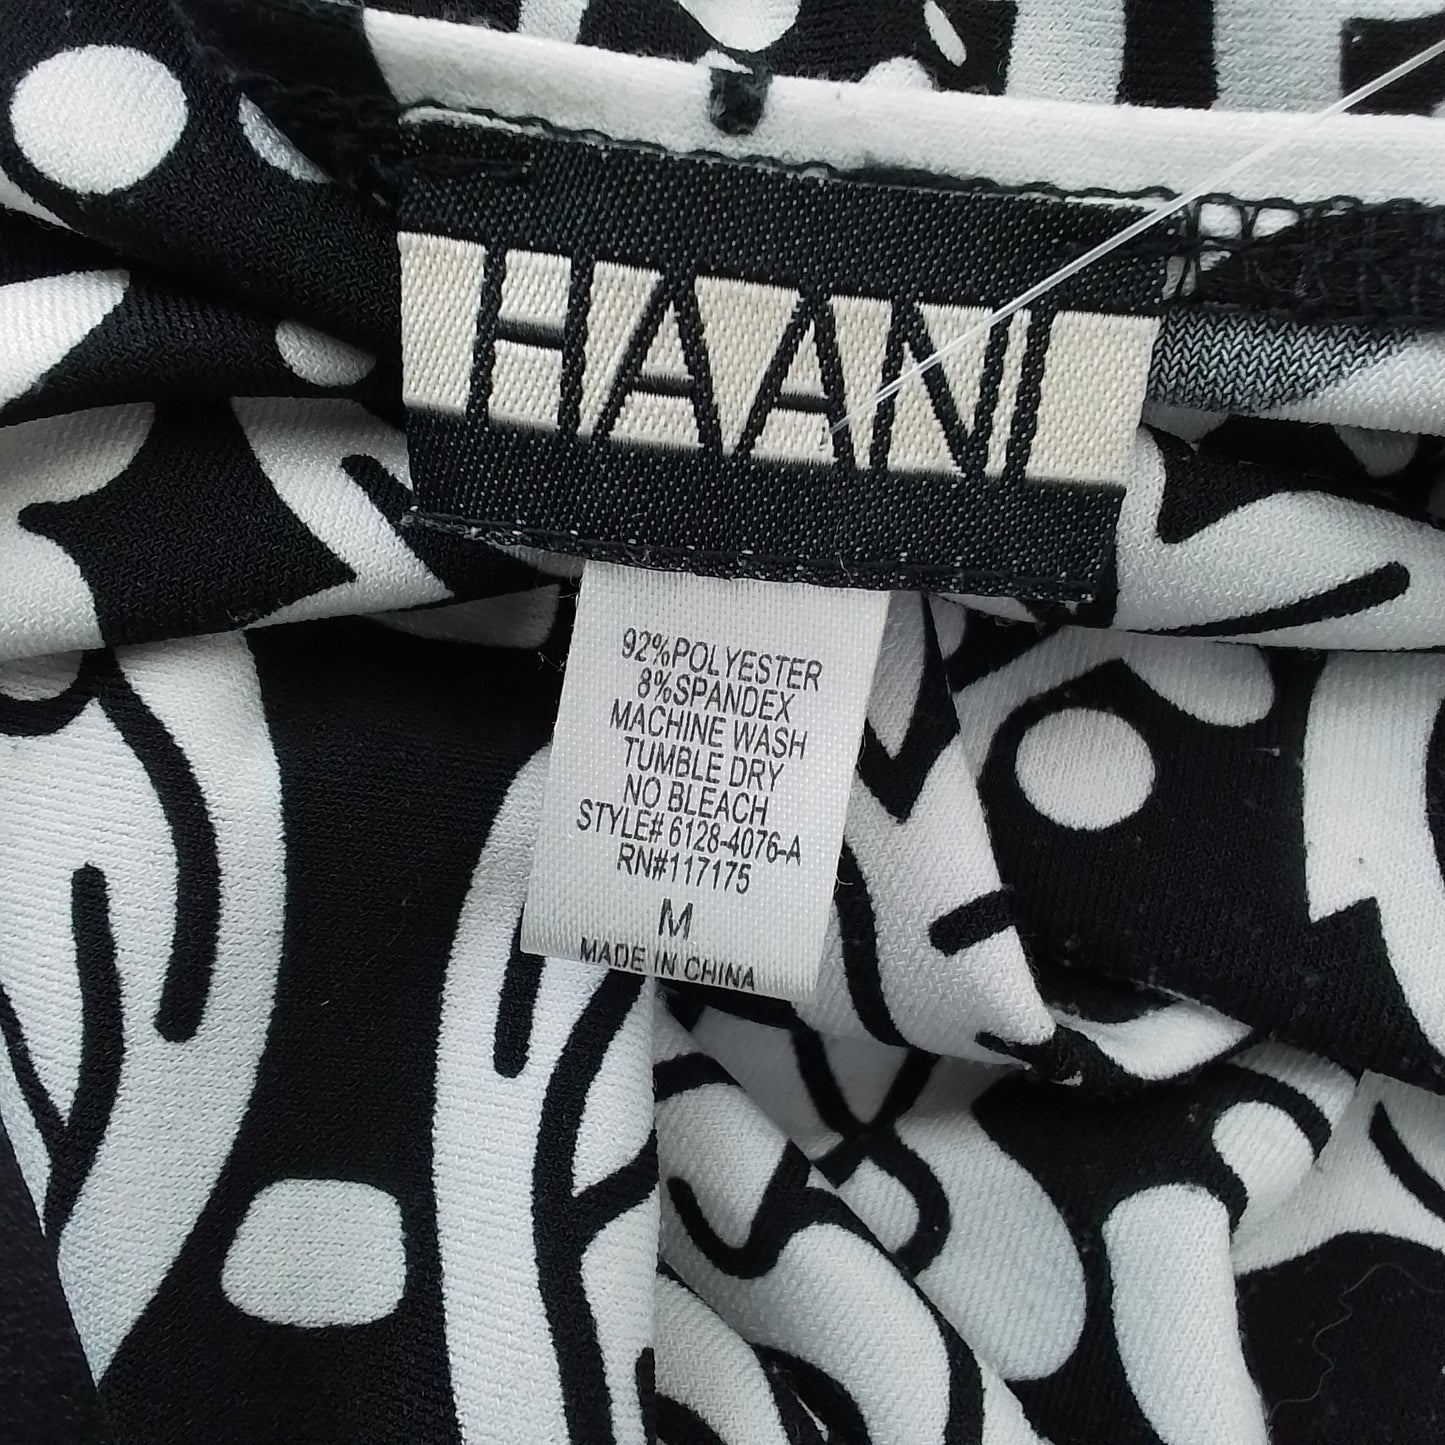 HAANI
92%POLYESTER
8%SPANDEX
MACHINE WASH
TUMBLE DRY
NO BLEACH
STYLE# 6128-4076-A
RN#117175
M
MADE IN CHINA